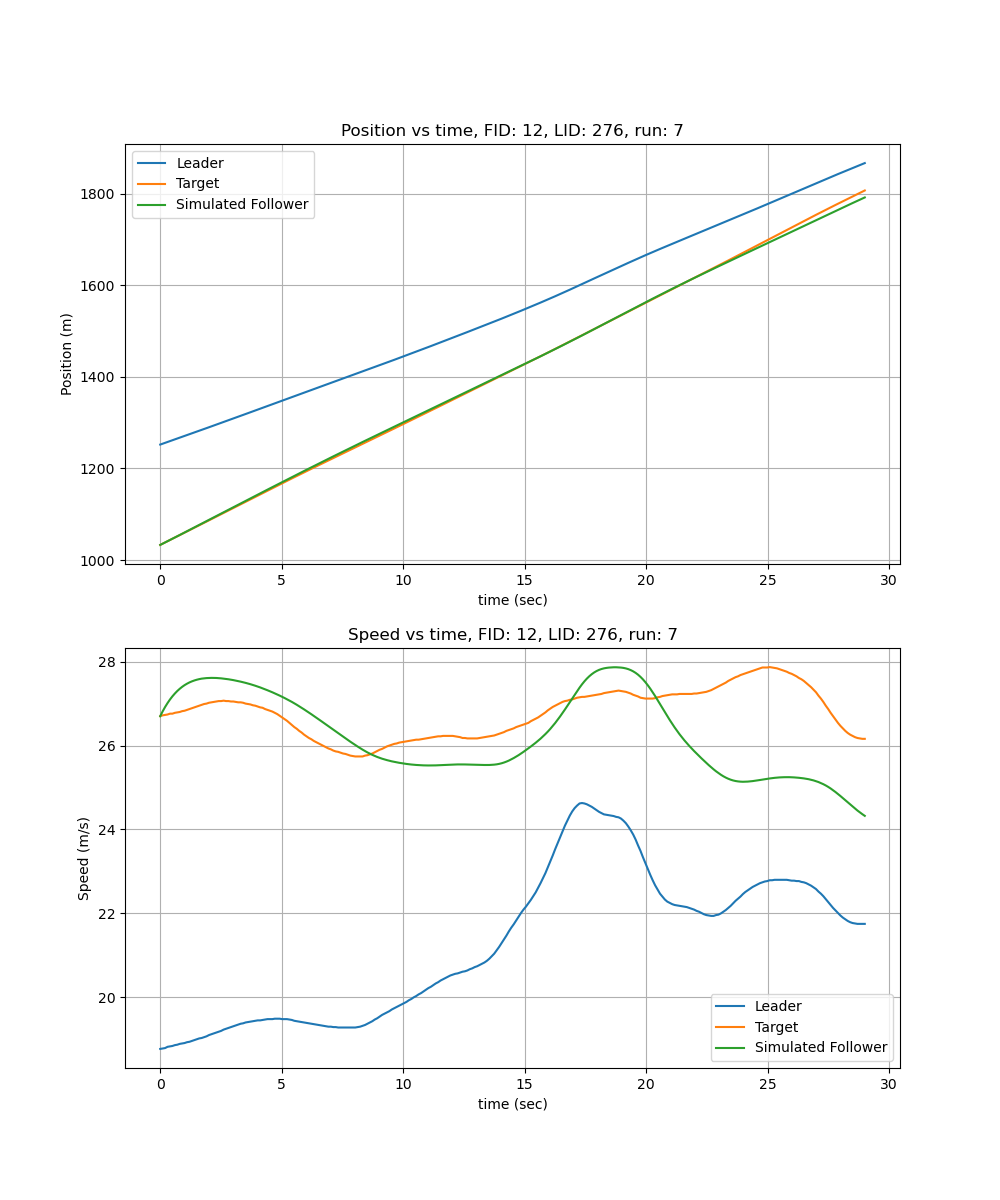 Position vs time, FID: 12, LID: 276, run: 7
Leader
Target
Simulated Follower
1800
1600
1400
1200
1000
Position (m)
0 5 10 15 20 25 30
time (sec)
Speed vs time, FID: 12, LID: 276, run: 7
28
26
24
22
20
Speed (m/s)
Leader
Target
Simulated Follower
0 5 10 15 20 25 30
time (sec)